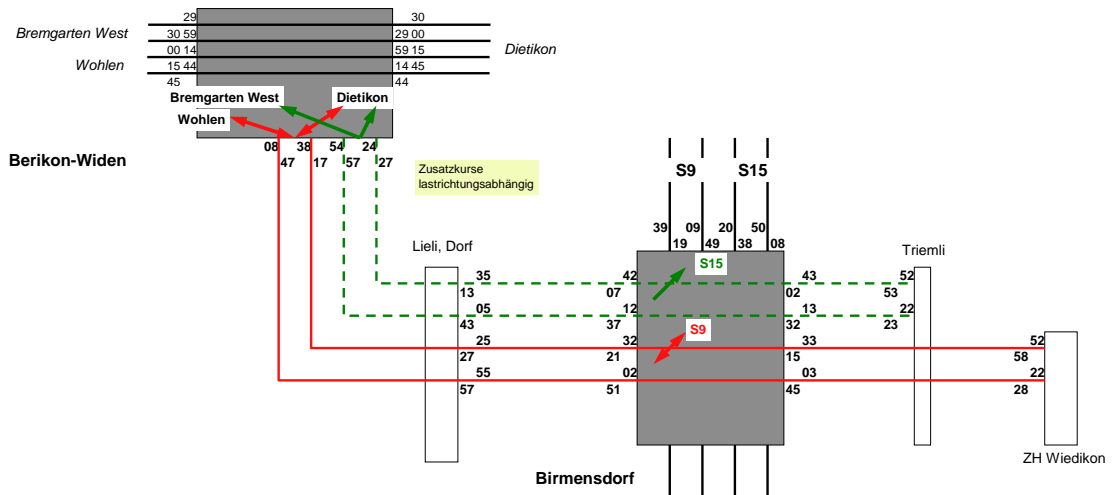 29 30
Bremgarten West 30 59 29 00
00 14 59 15 Dietikon
Wohlen 15 44 14 45
45 44
Bremgarten West Dietikon
Wohlen
Berikon-Widen
08 38 54 24
47 17 57 27
Zusatzkurse
lastrichtungsabhängig
S9 S15
39 09 20 50
19 49 38 08
Lieli, Dorf Triemli
S15
35 42 43 52
13 07 02 53
05 12 13 22
43 37 32 23
S9
25 32 33 52
27 21 15 58
55 02 03 22
57 51 45 28
ZH Wiedikon
Birmensdorf